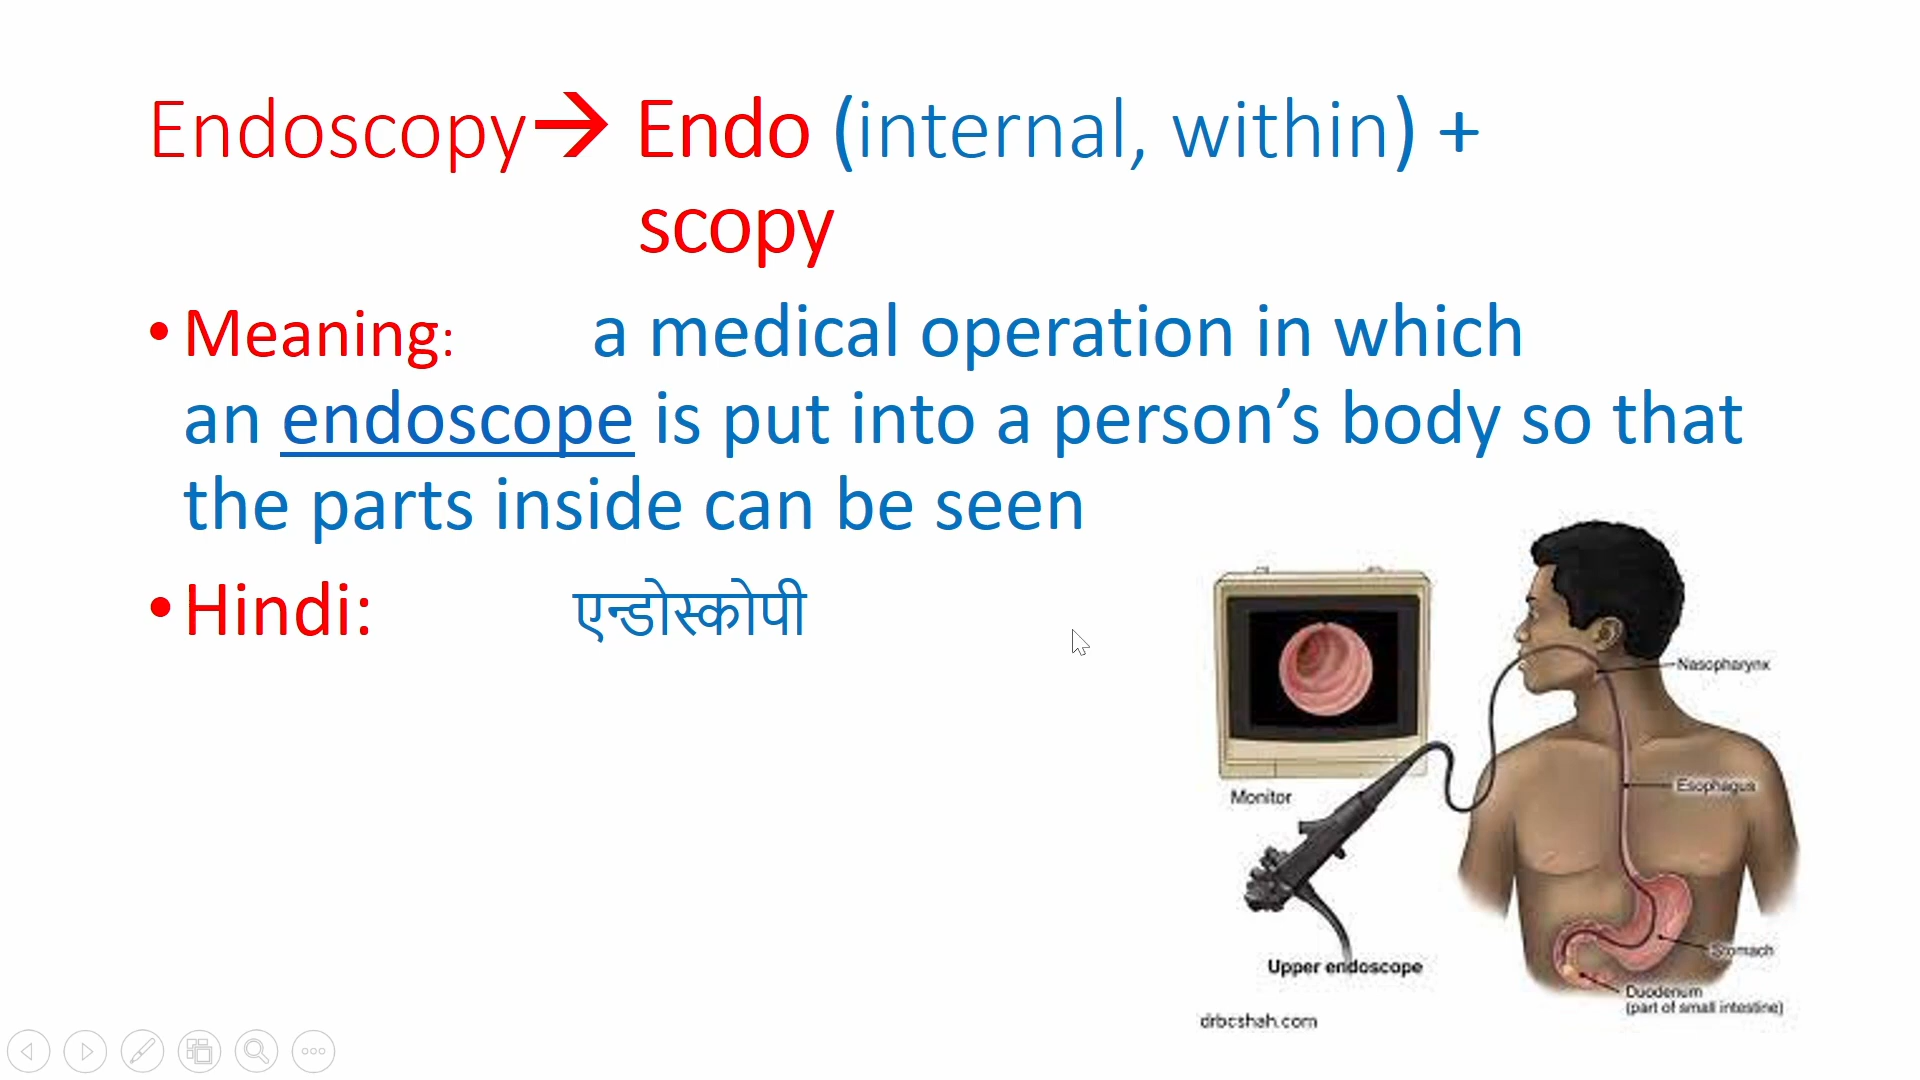 Endoscopy→ Endo (internal, within) +
scopy
• Meaning: a medical operation in which
an endoscope is put into a person’s body so that
the parts inside can be seen
• Hindi: एन्डोस्कोपी
Nasopharynx
Esophagus
Monitor
Stomach
Upper endoscope
Duodenum
(part of small intestine)
drbcshah.com